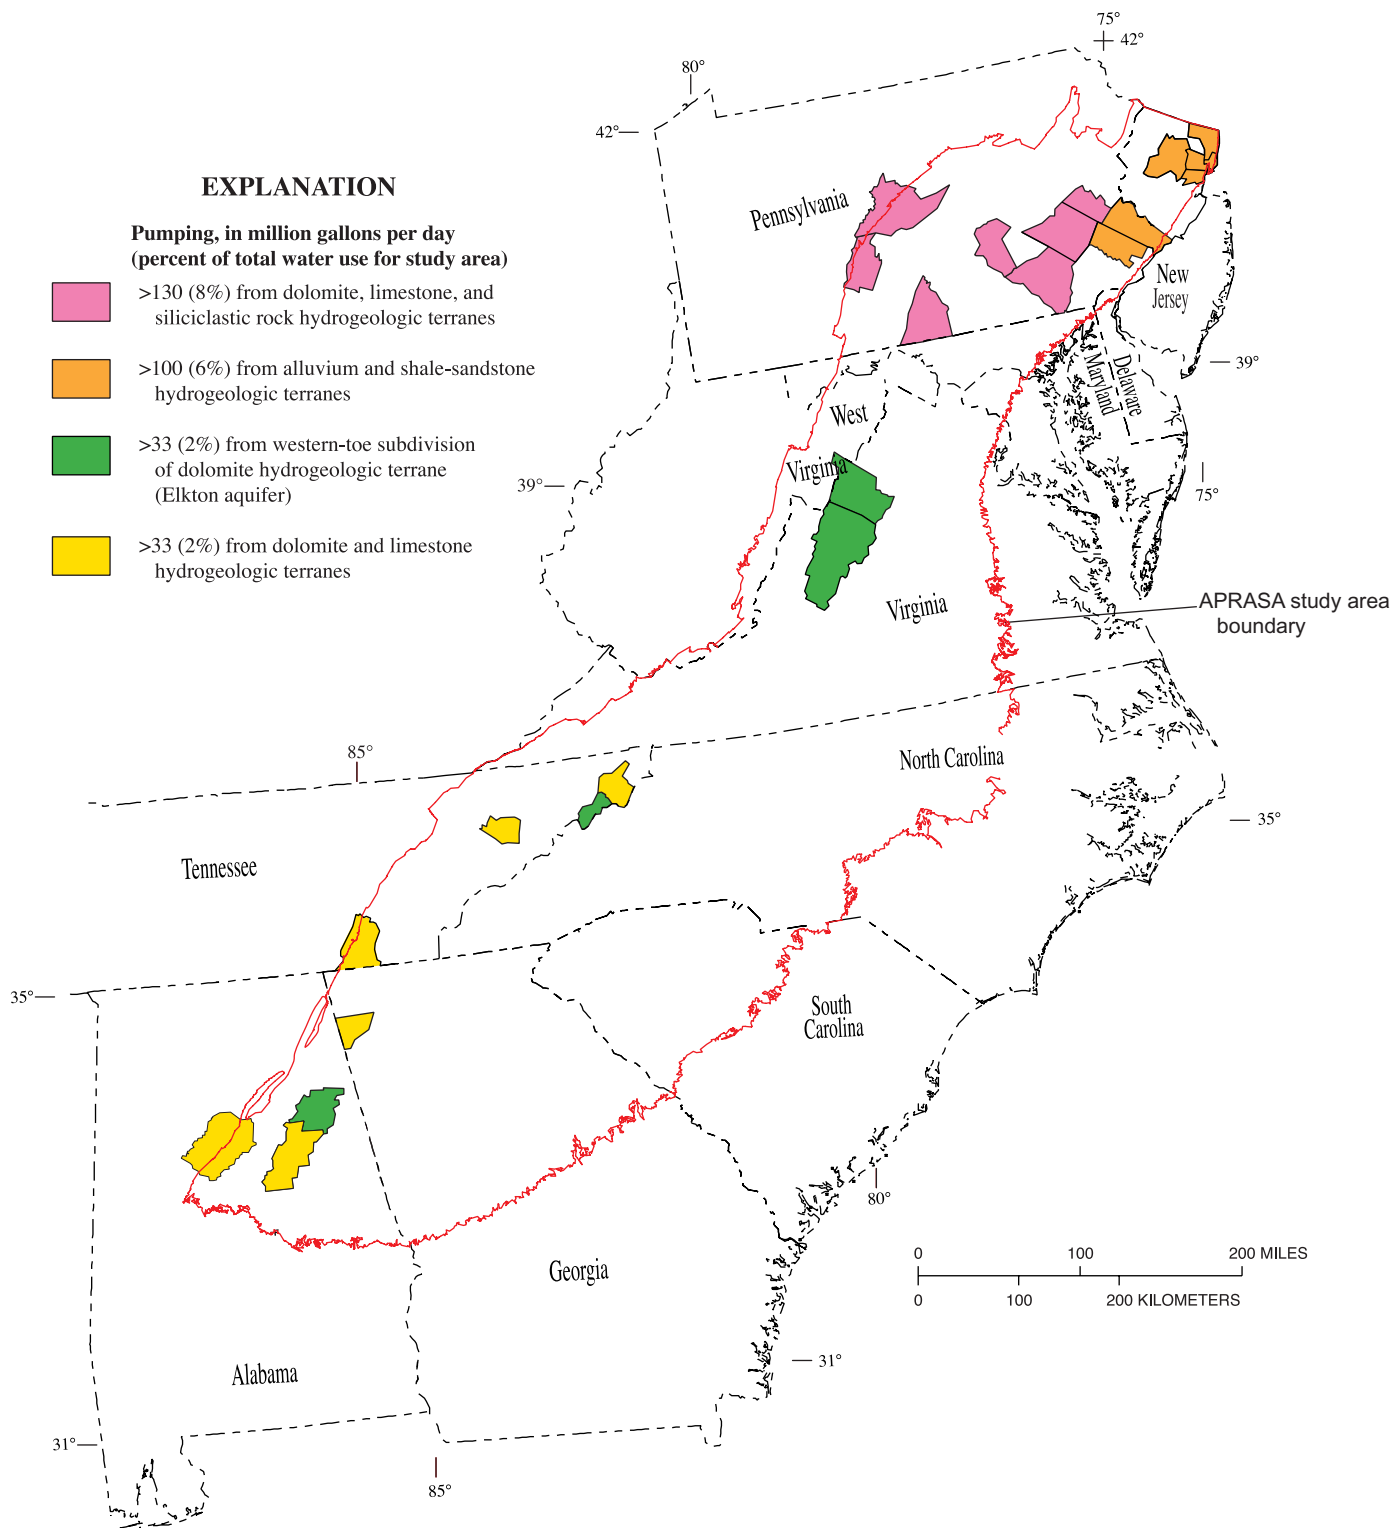 75°
42°
80°
42°
EXPLANATION
Pumping, in million gallons per day
(percent of total water use for study area)
>130 (8%) from dolomite, limestone, and
siliciclastic rock hydrogeologic terranes
>100 (6%) from alluvium and shale-sandstone
hydrogeologic terranes
>33 (2%) from western-toe subdivision
of dolomite hydrogeologic terrane
(Elkton aquifer)
>33 (2%) from dolomite and limestone
hydrogeologic terranes
Pennsylvania
New
Jersey
39°
Maryland
Delaware
West
Virginia
39°
75°
Virginia
APRASA study area
boundary
85°
North Carolina
35°
Tennessee
35°
South
Carolina
80°
Georgia
0 100 200 MILES
0 100 200 KILOMETERS
31°
Alabama
31°
85°